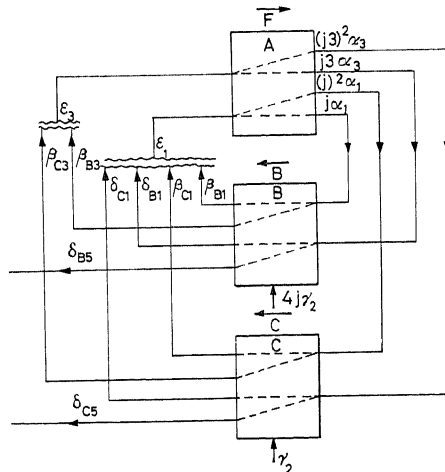 F
A
(j3)²α₃
j3α₃
(j)²α₁
jα₁
ε₃
ε₁
β_C3 β_B3 δ_C1 δ_B1 β_C1 β_B1
B
B
δ_B5
4jγ₂
C
C
δ_C5
γ₂